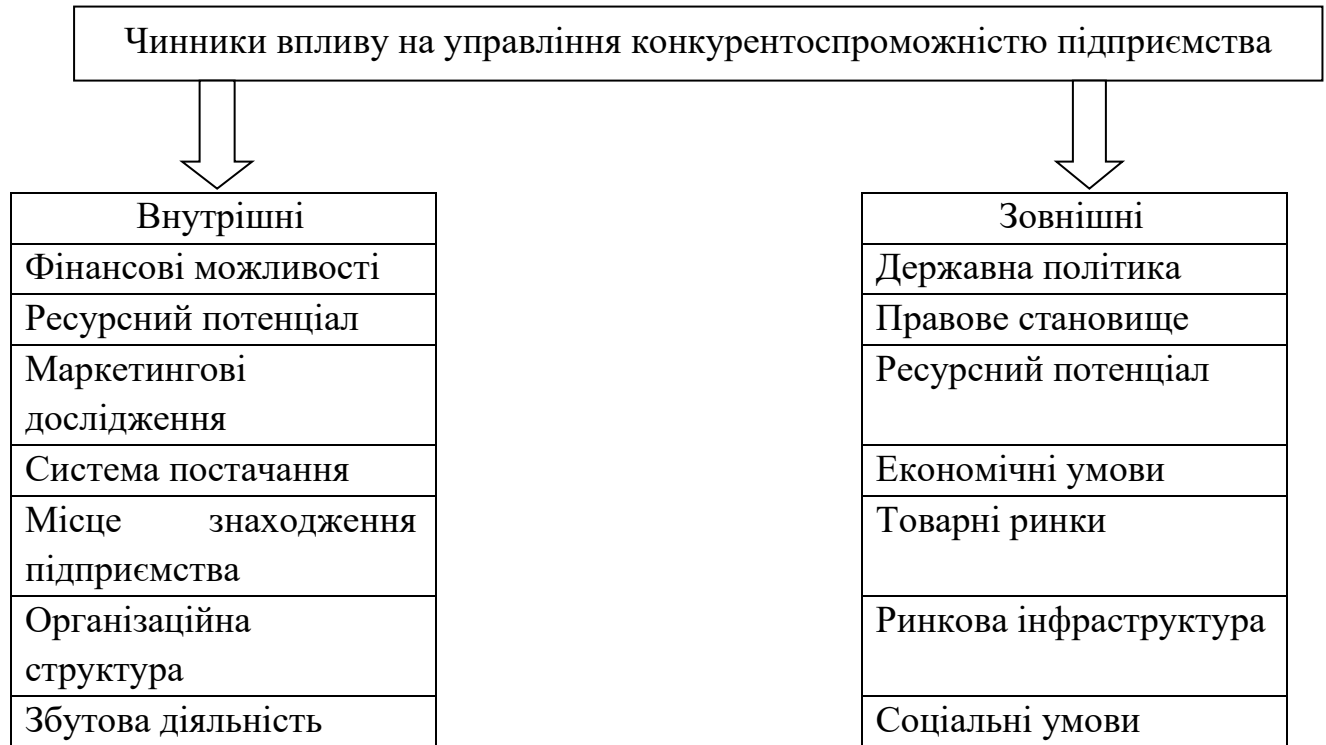 Чинники впливу на управління конкурентоспроможністю підприємства
Внутрішні
Фінансові можливості
Ресурсний потенціал
Маркетингові
дослідження
Система постачання
Місце знаходження
підприємства
Організаційна
структура
Збутова діяльність
Зовнішні
Державна політика
Правове становище
Ресурсний потенціал
Економічні умови
Товарні ринки
Ринкова інфраструктура
Соціальні умови